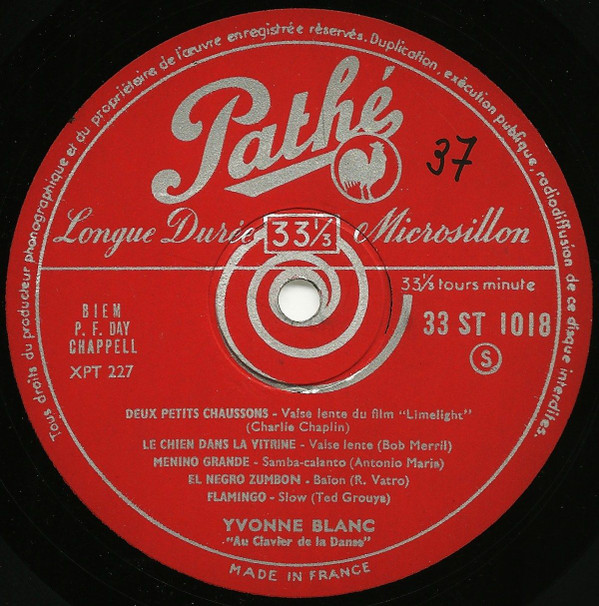 Tous droits du producteur phonographique et du propriétaire de l'œuvre enregistrée réservés. Duplication, exécution publique, radiodiffusion de ce disque interdites.
Pathé
37
Longue Durée 33⅓ Microsillon
33⅓ tours minute
BIEM
P. F. DAY
CHAPPELL
XPT 227
33 ST 1018
S
DEUX PETITS CHAUSSONS - Valse lente du film "Limelight"
(Charlie Chaplin)
LE CHIEN DANS LA VITRINE - Valse lente (Bob Merril)
MENINO GRANDE - Samba-calanto (Antonio Maria)
EL NEGRO ZUMBON - Baïon (R. Vatro)
FLAMINGO - Slow (Ted Grouya)
YVONNE BLANC
"Au Clavier de la Danse"
MADE IN FRANCE